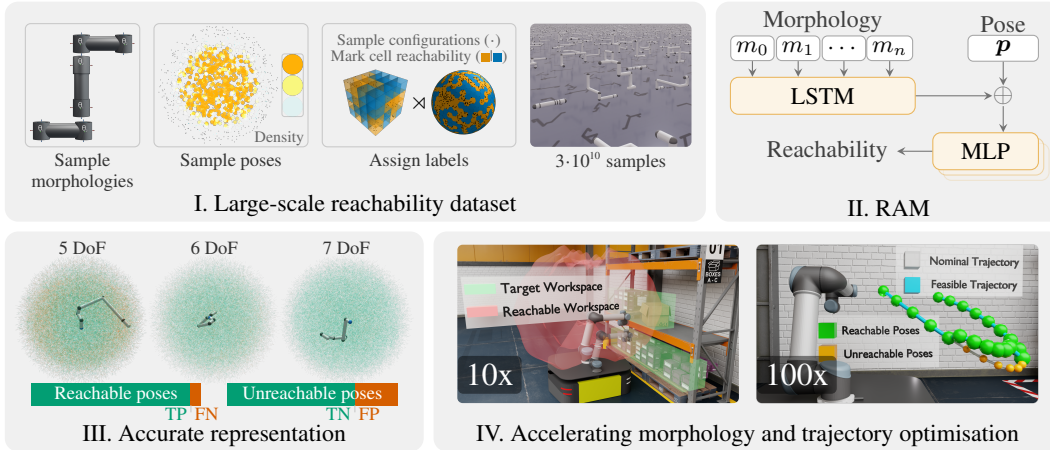 Sample
morphologies
Density
Sample poses
Sample configurations (·)
Mark cell reachability (▮|▮)
⋊
Assign labels
3·10¹⁰ samples
I. Large-scale reachability dataset
Morphology
m₀ m₁ ··· mₙ
LSTM
Pose
p
⊕
MLP
Reachability
II. RAM
5 DoF
6 DoF
7 DoF
Reachable poses
TP FN
Unreachable poses
TN FP
III. Accurate representation
Target Workspace
Reachable Workspace
01
BOXES
A-C
10x
Nominal Trajectory
Feasible Trajectory
Reachable Poses
Unreachable Poses
100x
IV. Accelerating morphology and trajectory optimisation